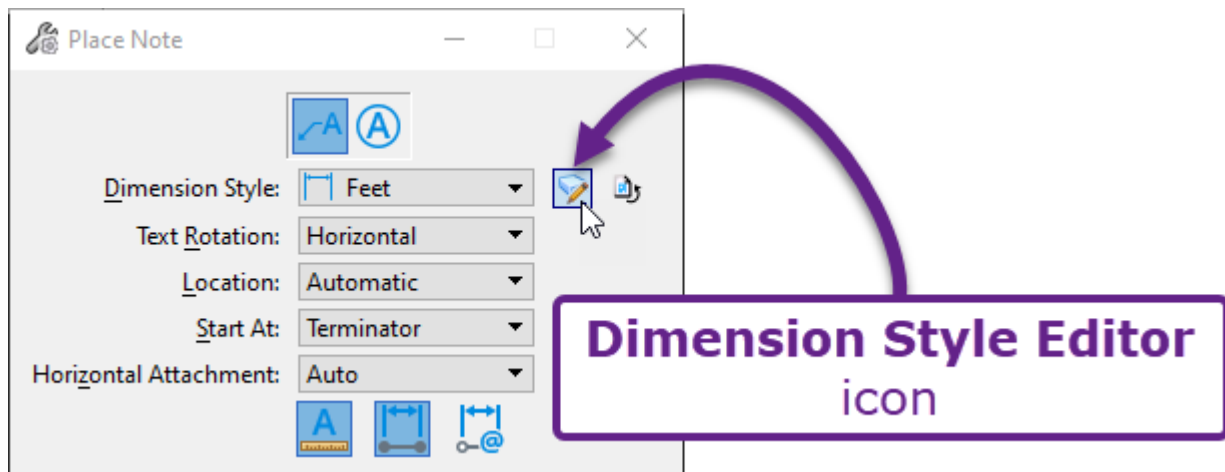 Place Note
A A
Dimension Style: Feet
Text Rotation: Horizontal
Location: Automatic
Start At: Terminator
Horizontal Attachment: Auto
A @
Dimension Style Editor
icon